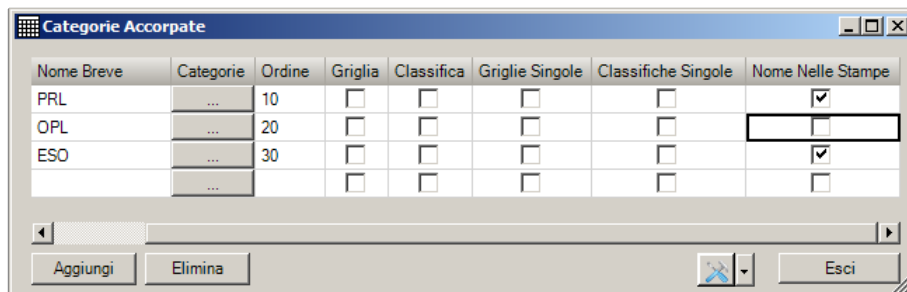 Categorie Accorpate
Nome Breve Categorie Ordine Griglia Classifica Griglie Singole Classifiche Singole Nome Nelle Stampe
PRL ... 10
OPL ... 20
ESO ... 30
...
Aggiungi Elimina Esci